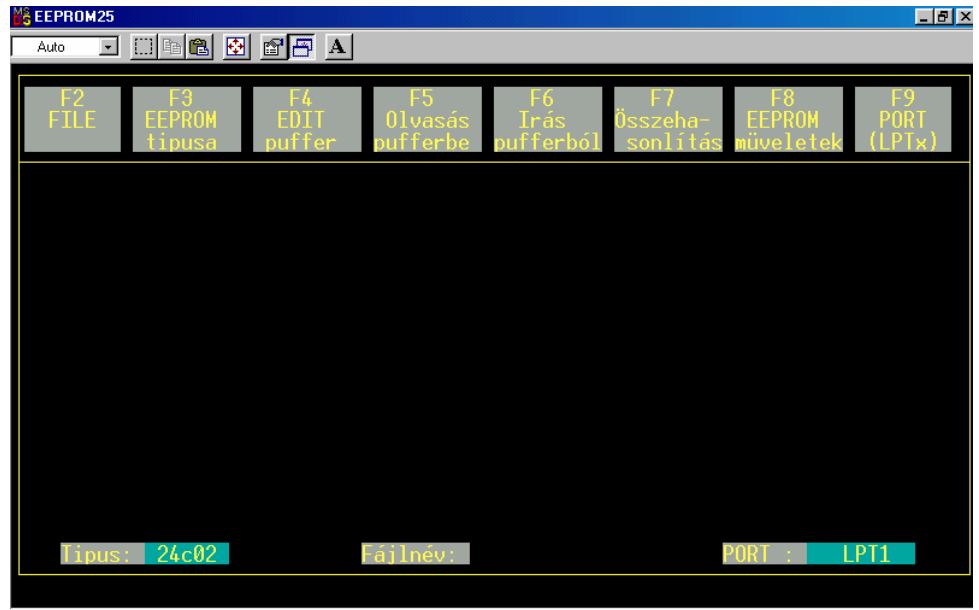 EEPROM25
Auto
A
F2 F3 F4 F5 F6 F7 F8 F9
FILE EEPROM EDIT Olvasás Irás Összeha- EEPROM PORT
tipusa puffer pufferbe pufferból sonlítás müveletek (LPTx)
Tipus: 24c02 Fájlnév: PORT : LPT1